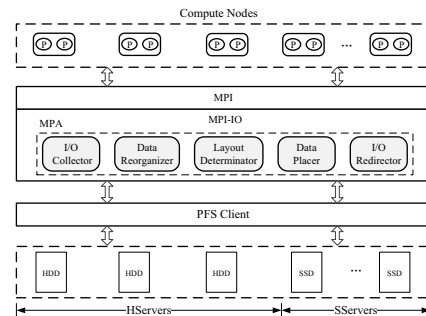 Compute Nodes
P P P P P P P P ... P P
MPI
MPI-IO
MPA
I/O Collector
Data Reorganizer
Layout Determinator
Data Placer
I/O Redirector
PFS Client
HDD HDD HDD SSD ... SSD
HServers SServers